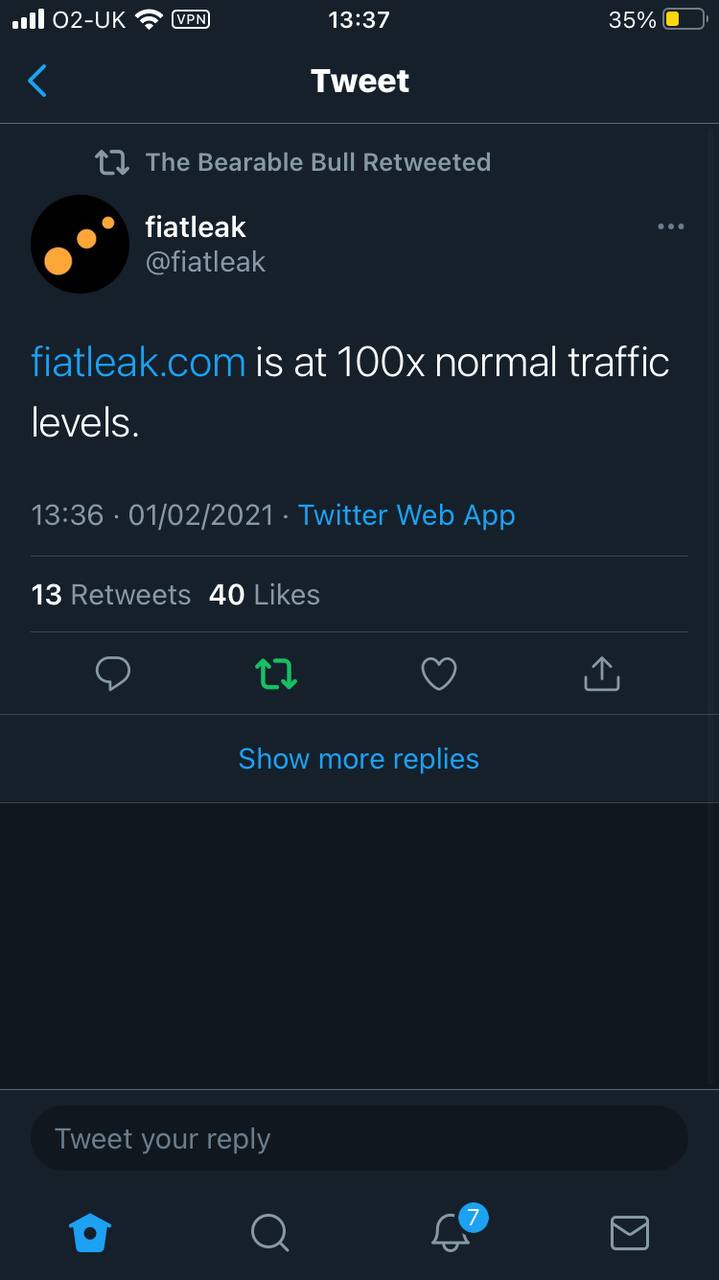 O2-UK VPN 13:37 35%
Tweet
The Bearable Bull Retweeted
fiatleak
@fiatleak
fiatleak.com is at 100x normal traffic
levels.
13:36 · 01/02/2021 · Twitter Web App
13 Retweets 40 Likes
Show more replies
Tweet your reply
7